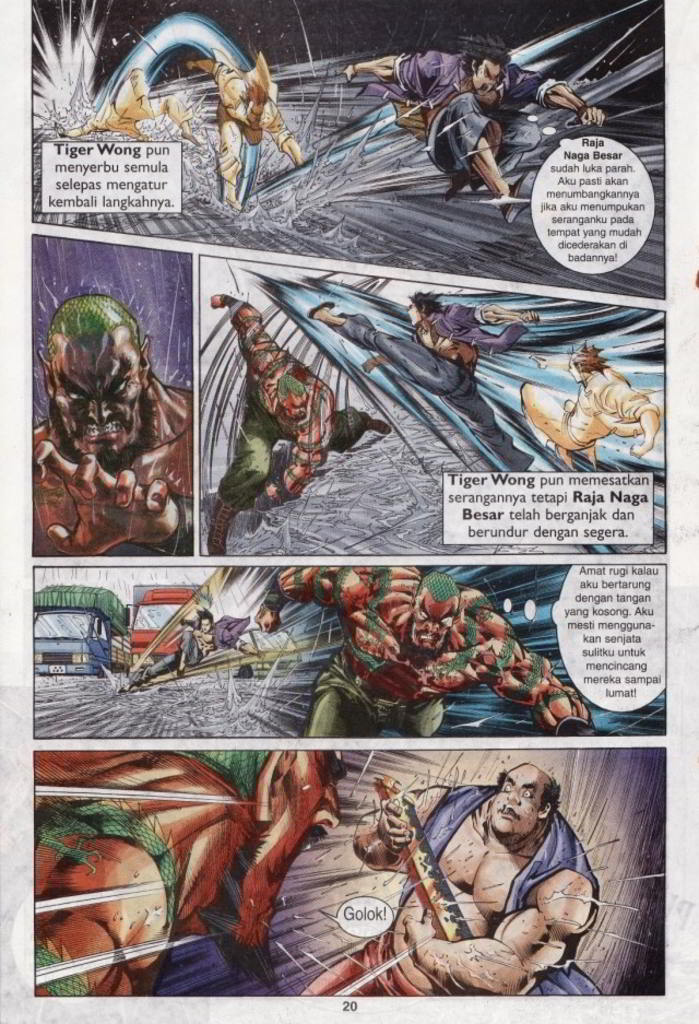 Tiger Wong pun
menyerbu semula
selepas mengatur
kembali langkahnya.
Raja
Naga Besar
sudah luka parah.
Aku pasti akan
menumbangkannya
jika aku menumpukan
seranganku pada
tempat yang mudah
dicederakan di
badannya!
Tiger Wong pun memesatkan
serangannya tetapi Raja Naga
Besar telah berganjak dan
berundur dengan segera.
Amat rugi kalau
aku bertarung
dengan tangan
yang kosong. Aku
mesti mengguna-
kan senjata
sulitku untuk
mencincang
mereka sampai
lumat!
Golok!
20